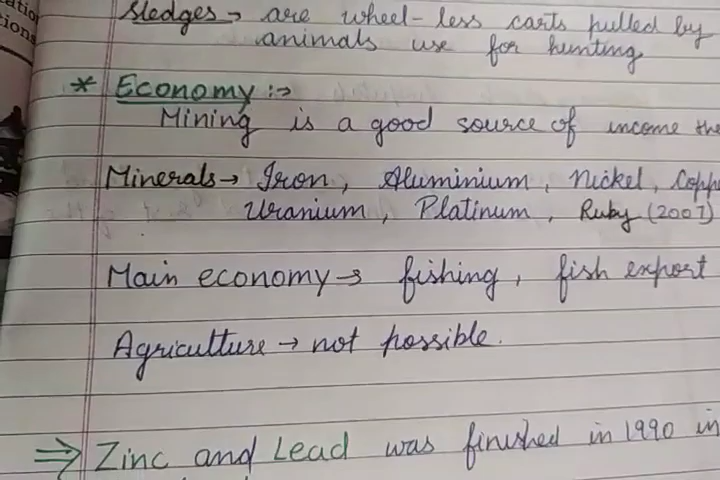 Sledges → are wheel-less carts pulled by
animals use for hunting
* Economy :→
Mining is a good source of income
Minerals → Iron, Aluminium, Nickel,
Uranium, Platinum, Ruby (2007)
Main economy → fishing, fish export
Agriculture → not possible.
⇒ Zinc and Lead was finished in 1990 in